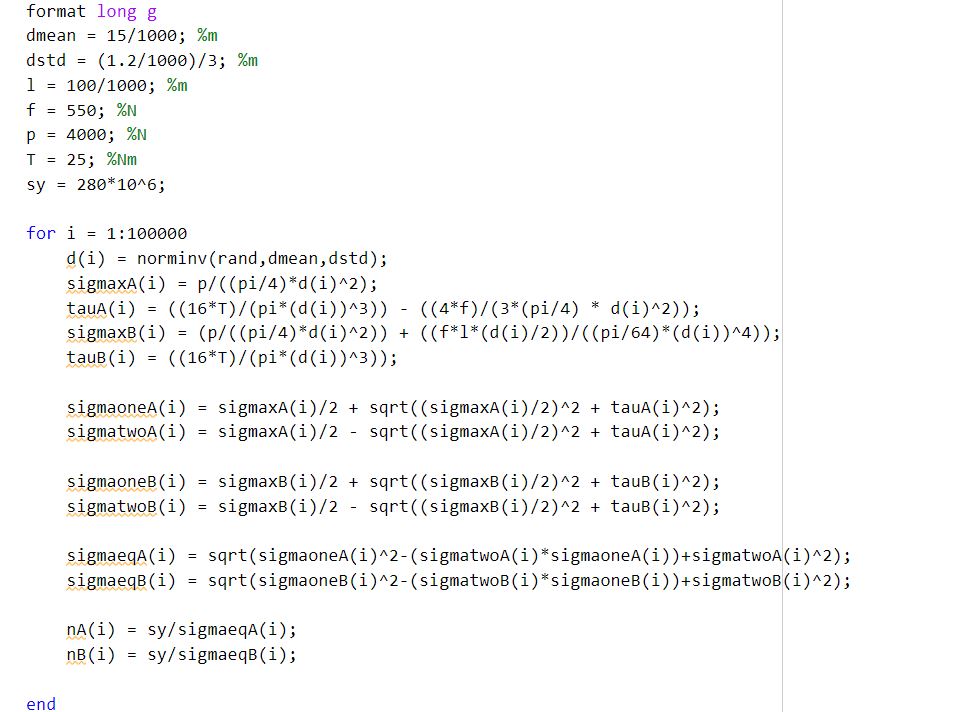 format long g
dmean = 15/1000; %m
dstd = (1.2/1000)/3; %m
l = 100/1000; %m
f = 550; %N
p = 4000; %N
T = 25; %Nm
sy = 280*10^6;
for i = 1:100000
d(i) = norminv(rand,dmean,dstd);
sigmaxA(i) = p/((pi/4)*d(i)^2);
tauA(i) = ((16*T)/(pi*(d(i))^3)) - ((4*f)/(3*(pi/4) * d(i)^2));
sigmaxB(i) = (p/((pi/4)*d(i)^2)) + ((f*l*(d(i)/2))/((pi/64)*(d(i))^4));
tauB(i) = ((16*T)/(pi*(d(i))^3));
sigmaoneA(i) = sigmaxA(i)/2 + sqrt((sigmaxA(i)/2)^2 + tauA(i)^2);
sigmatwoA(i) = sigmaxA(i)/2 - sqrt((sigmaxA(i)/2)^2 + tauA(i)^2);
sigmaoneB(i) = sigmaxB(i)/2 + sqrt((sigmaxB(i)/2)^2 + tauB(i)^2);
sigmatwoB(i) = sigmaxB(i)/2 - sqrt((sigmaxB(i)/2)^2 + tauB(i)^2);
sigmaeqA(i) = sqrt(sigmaoneA(i)^2-(sigmatwoA(i)*sigmaoneA(i))+sigmatwoA(i)^2);
sigmaeqB(i) = sqrt(sigmaoneB(i)^2-(sigmatwoB(i)*sigmaoneB(i))+sigmatwoB(i)^2);
nA(i) = sy/sigmaeqA(i);
nB(i) = sy/sigmaeqB(i);
end